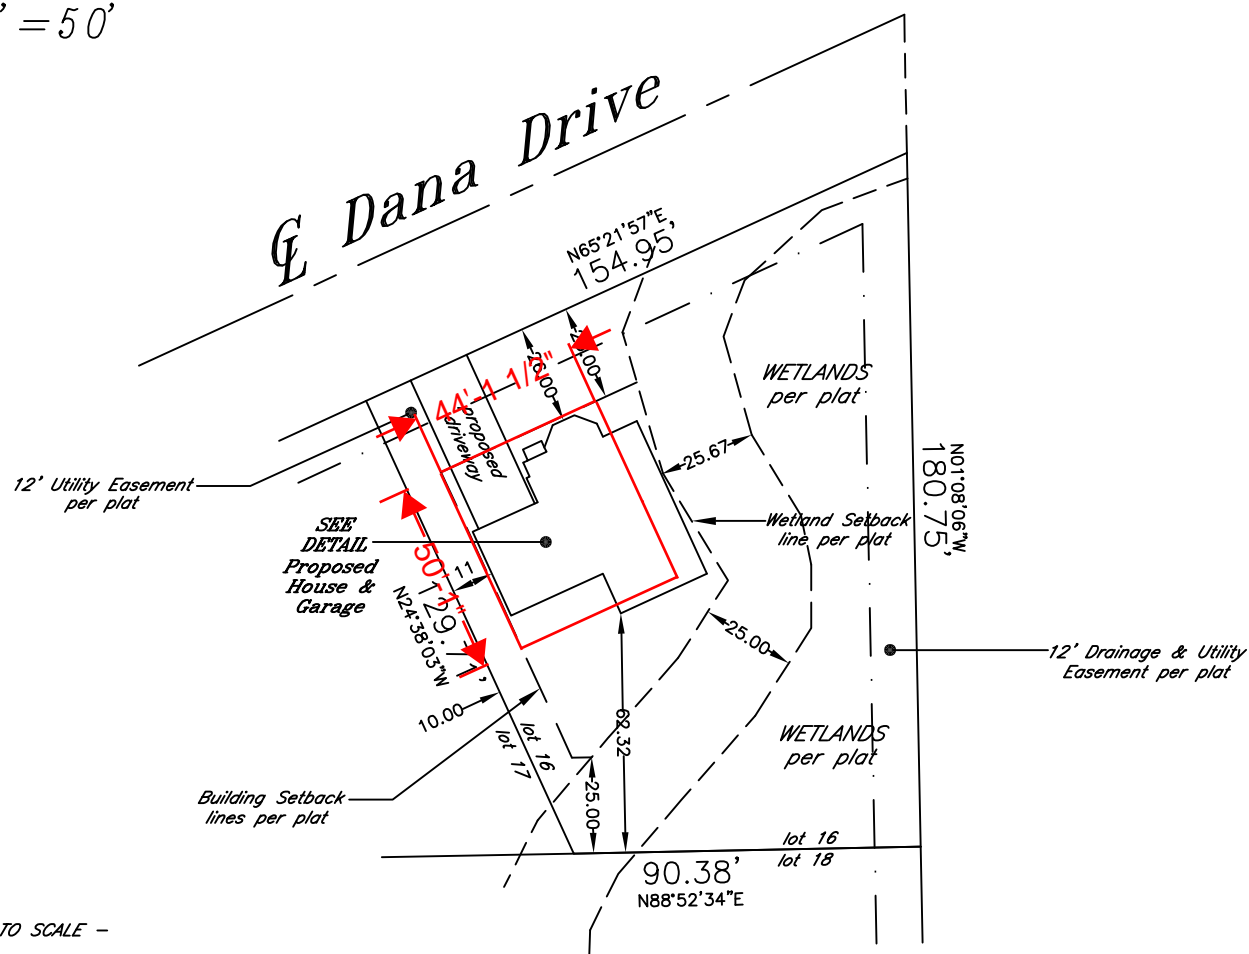 ' = 50'
℄ Dana Drive
N65°21'57"E
154.95'
44'-1 1/2"
26.00
proposed
driveway
WETLANDS
per plat
25.67
12' Utility Easement
per plat
SEE
DETAIL
Proposed
House &
Garage
Wetland Setback
line per plat
N01°08'06"W
180.75'
50'-1"
11
N24°38'03"W
25.00
12' Drainage & Utility
Easement per plat
10.00
lot 16
lot 17
62.32
WETLANDS
per plat
Building Setback
lines per plat
25.00
lot 16
lot 18
90.38'
N88°52'34"E
TO SCALE -